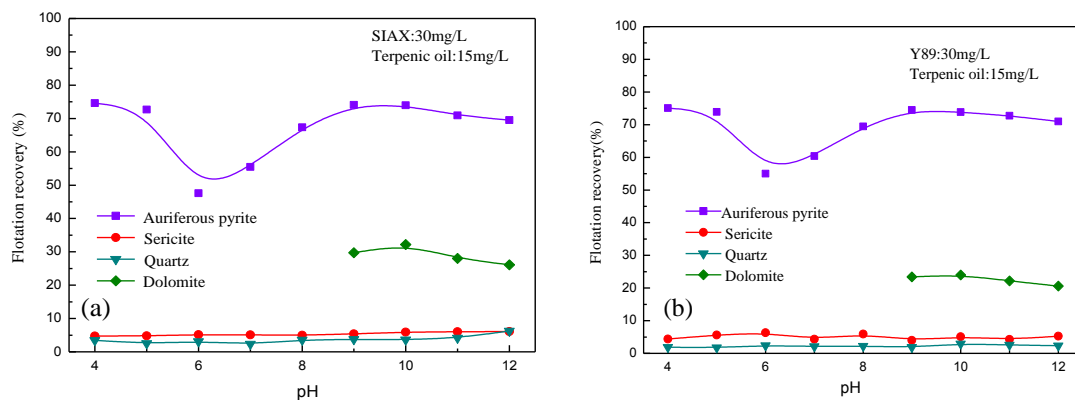 SIAX:30mg/L
Terpenic oil:15mg/L
Flotation recovery (%)
100
90
80
70
60
50
40
30
20
10
0
Auriferous pyrite
Sericite
Quartz
Dolomite
(a)
4 6 8 10 12
pH
Y89:30mg/L
Terpenic oil:15mg/L
Flotation recovery(%)
100
90
80
70
60
50
40
30
20
10
0
Auriferous pyrite
Sericite
Quartz
Dolomite
(b)
4 6 8 10 12
pH